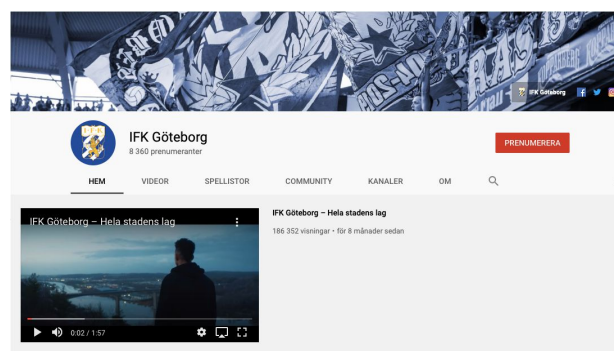 IFK Göteborg
IFK
IFK Göteborg
8 360 prenumeranter
PRENUMERERA
HEM VIDEOR SPELLISTOR COMMUNITY KANALER OM
IFK Göteborg – Hela stadens lag
0:02 / 1:57
IFK Göteborg – Hela stadens lag
186 352 visningar • för 8 månader sedan